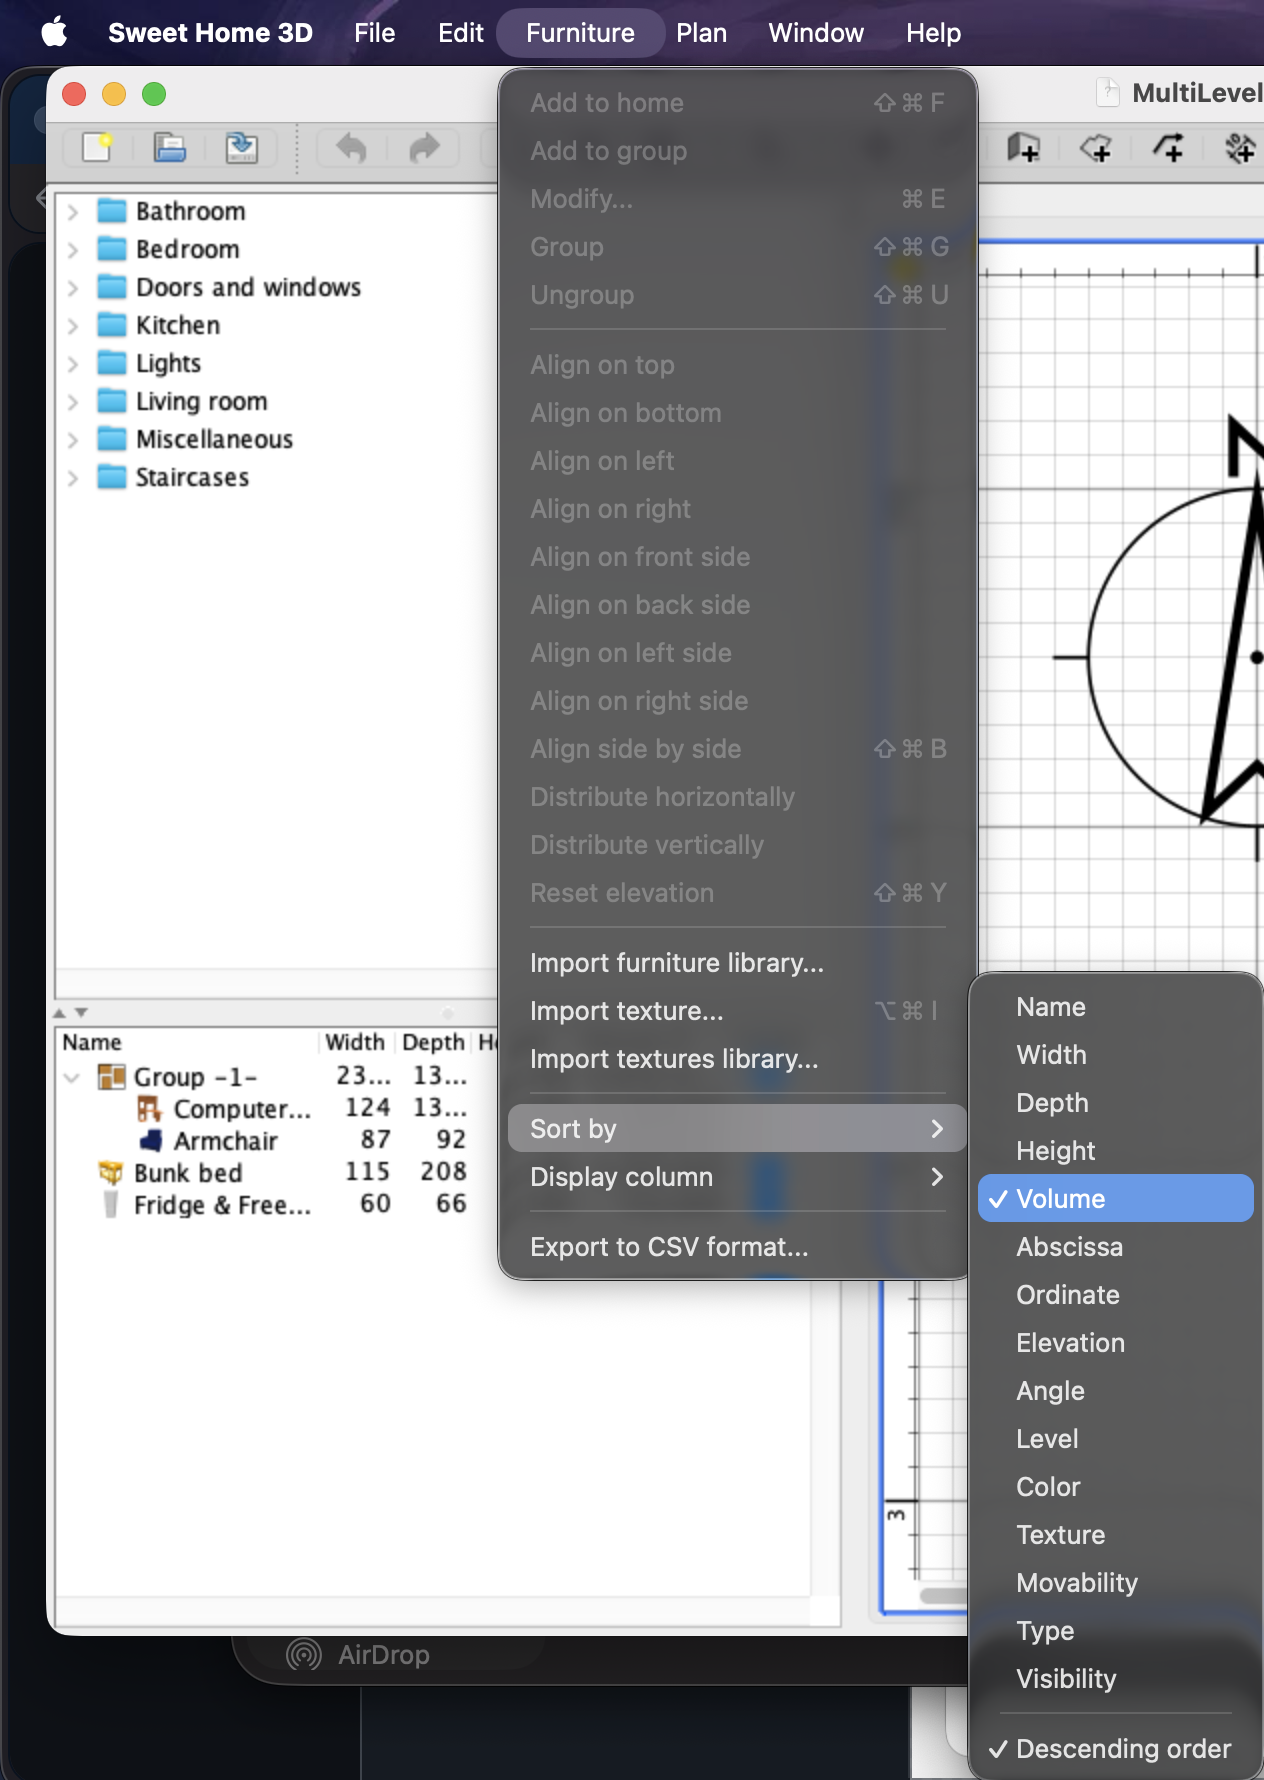 Sweet Home 3D File Edit Furniture Plan Window Help
MultiLevel
Bathroom
Bedroom
Doors and windows
Kitchen
Lights
Living room
Miscellaneous
Staircases
Name Width Depth
Group -1- 23... 13...
Computer... 124 13...
Armchair 87 92
Bunk bed 115 208
Fridge & Free... 60 66
Add to home ⇧⌘F
Add to group
Modify... ⌘E
Group ⇧⌘G
Ungroup ⇧⌘U
Align on top
Align on bottom
Align on left
Align on right
Align on front side
Align on back side
Align on left side
Align on right side
Align side by side ⇧⌘B
Distribute horizontally
Distribute vertically
Reset elevation ⇧⌘Y
Import furniture library...
Import texture... ⌥⌘I
Import textures library...
Sort by
Display column
Export to CSV format...
Name
Width
Depth
Height
✓ Volume
Abscissa
Ordinate
Elevation
Angle
Level
Color
Texture
Movability
Type
Visibility
✓ Descending order
3
AirDrop